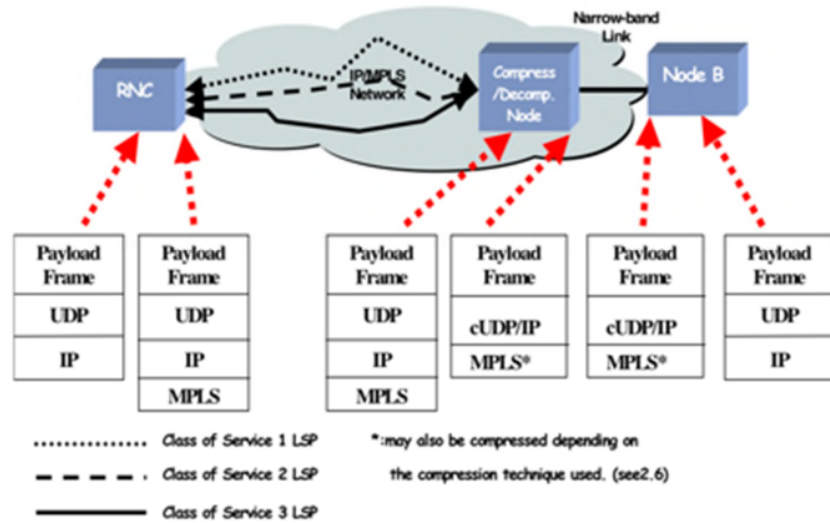 Narrow-band
Link
RNC
IP/MPLS
Network
Compress
/Decomp.
Node
Node B
Payload
Frame
UDP
IP
Payload
Frame
UDP
IP
MPLS
Payload
Frame
UDP
IP
MPLS
Payload
Frame
cUDP/IP
MPLS*
Payload
Frame
cUDP/IP
MPLS*
Payload
Frame
UDP
IP
Class of Service 1 LSP
Class of Service 2 LSP
Class of Service 3 LSP
*:may also be compressed depending on
the compression technique used. (see2.6)